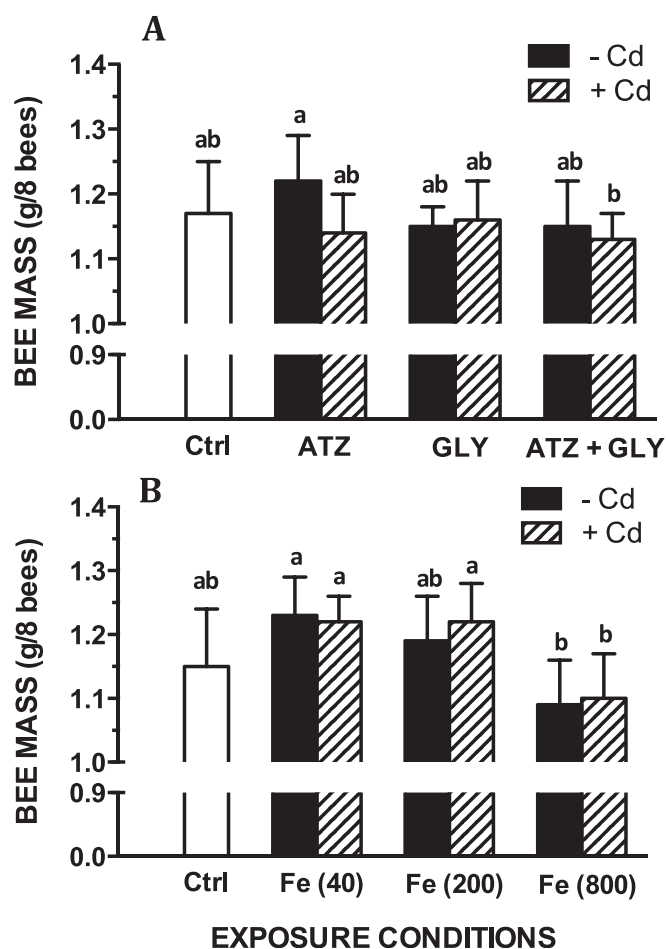 A
- Cd
+ Cd
BEE MASS (g/8 bees)
1.4
1.3
1.2
1.1
1.0
0.9
0.0
ab
a
ab
ab
ab
ab
b
Ctrl
ATZ
GLY
ATZ + GLY
B
- Cd
+ Cd
BEE MASS (g/8 bees)
1.4
1.3
1.2
1.1
1.0
0.9
0.0
ab
a
a
ab
a
b
b
Ctrl
Fe (40)
Fe (200)
Fe (800)
EXPOSURE CONDITIONS